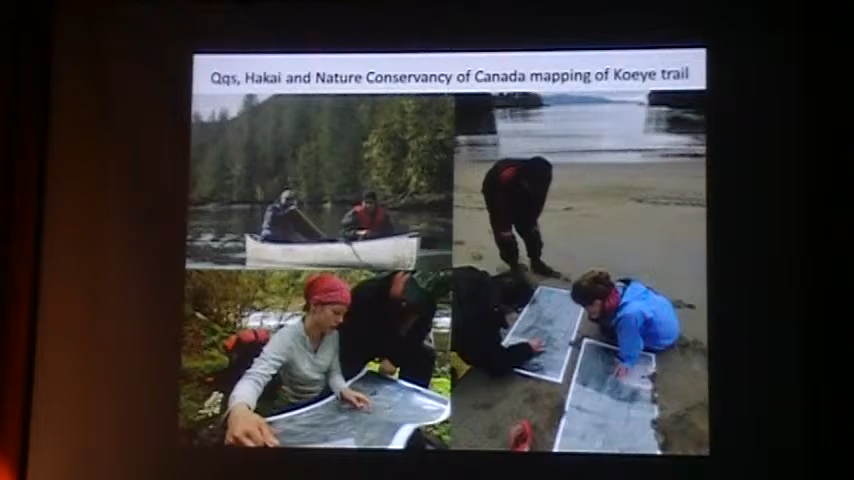 Qqs, Hakai and Nature Conservancy of Canada mapping of Koeye trail